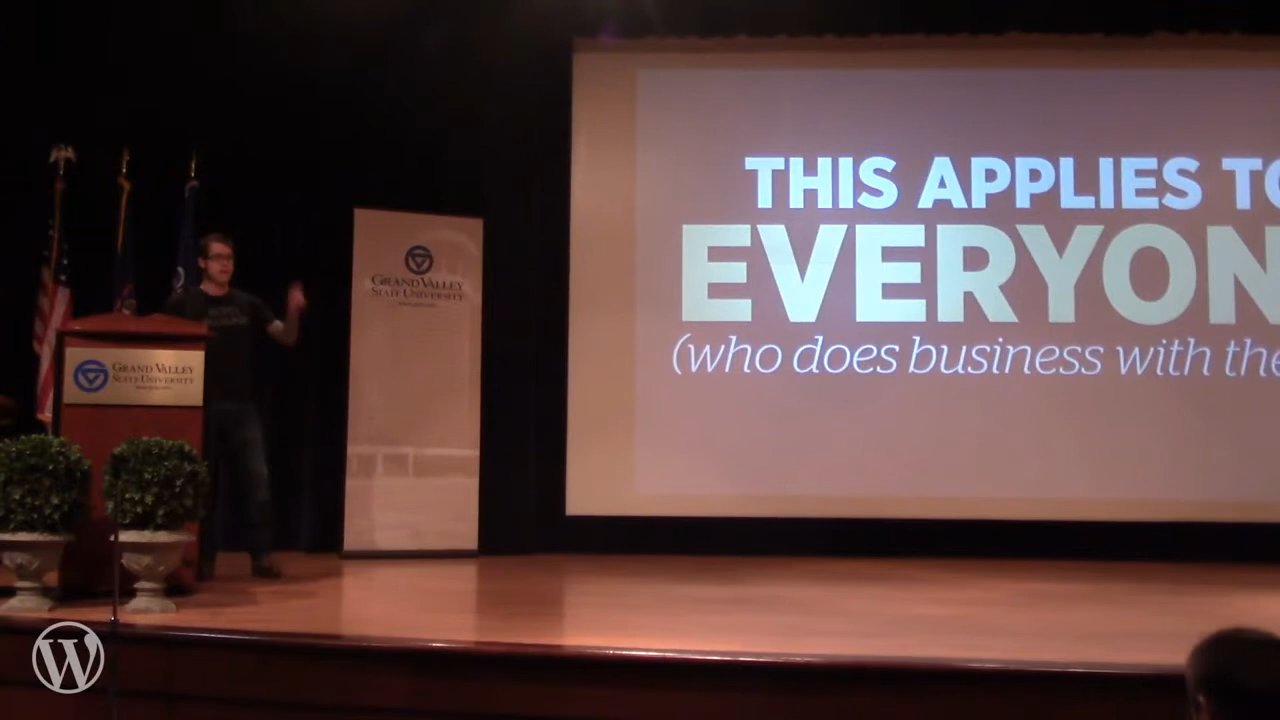 GRAND VALLEY
STATE UNIVERSITY
GRAND VALLEY
STATE UNIVERSITY
THIS APPLIES TO
EVERYON
(who does business with the